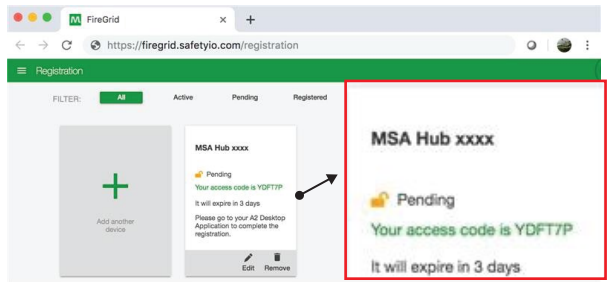 M FireGrid × +
https://firegrid.safetyio.com/registration
Registration
FILTER: All Active Pending Registered
Add another
device
MSA Hub xxxx
Pending
Your access code is YDFT7P
It will expire in 3 days
Please go to your A2 Desktop
Application to complete the
registration.
Edit Remove
MSA Hub xxxx
Pending
Your access code is YDFT7P
It will expire in 3 days